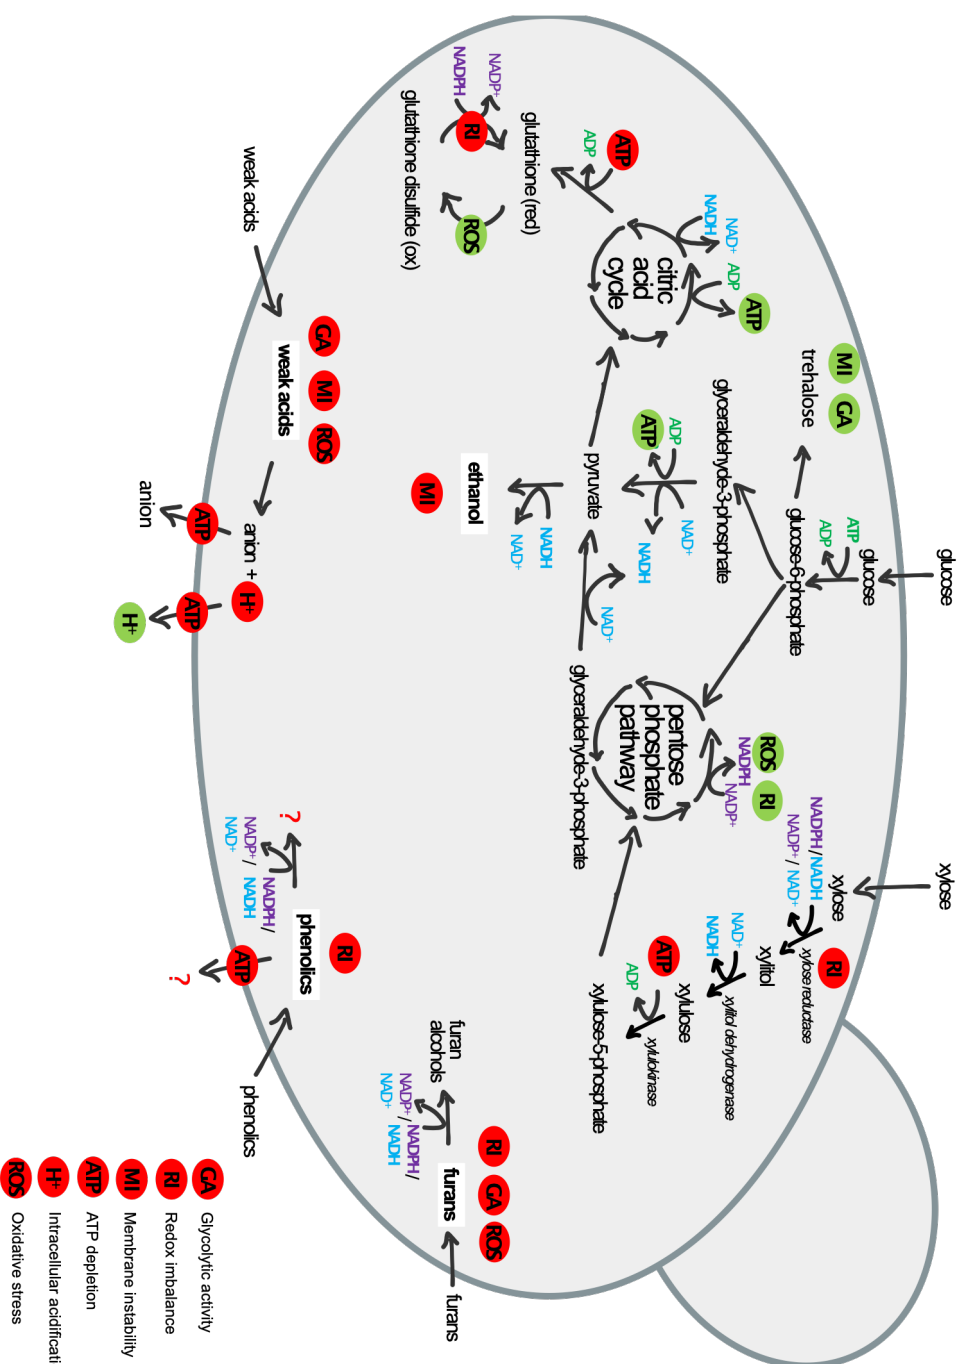 glucose
glucose
ATP
ADP
glucose-6-phosphate
MI
GA
trehalose
glyceraldehyde-3-phosphate
ADP
ATP
NAD+
NADH
pyruvate
NADH
NAD+
ethanol
MI
citric
acid
cycle
NADH
NAD+
ADP
ATP
ATP
ADP
glutathione (red)
NADP+
NADPH
RI
ROS
glutathione disulfide (ox)
NAD+
glyceraldehyde-3-phosphate
pentose
phosphate
pathway
ROS
RI
NADPH
NADP+
xylose
xylose
NADPH/NADH
NADP+/ NAD+
RI
xylose reductase
xylitol
NAD+
NADH
xylitol dehydrogenase
xylulose
ATP
ADP
xylulokinase
xylulose-5-phosphate
weak acids
GA
MI
ROS
weak acids
anion +
H+
ATP
ATP
anion
H+
RI
phenolics
NADPH/
NADH
NADP+/
NAD+
?
ATP
?
phenolics
RI
GA
ROS
furans
furans
NADPH/
NADH
NADP+/
NAD+
furan
alcohols
GA Glycolytic activity
RI Redox imbalance
MI Membrane instability
ATP ATP depletion
H+ Intracellular acidificati
ROS Oxidative stress